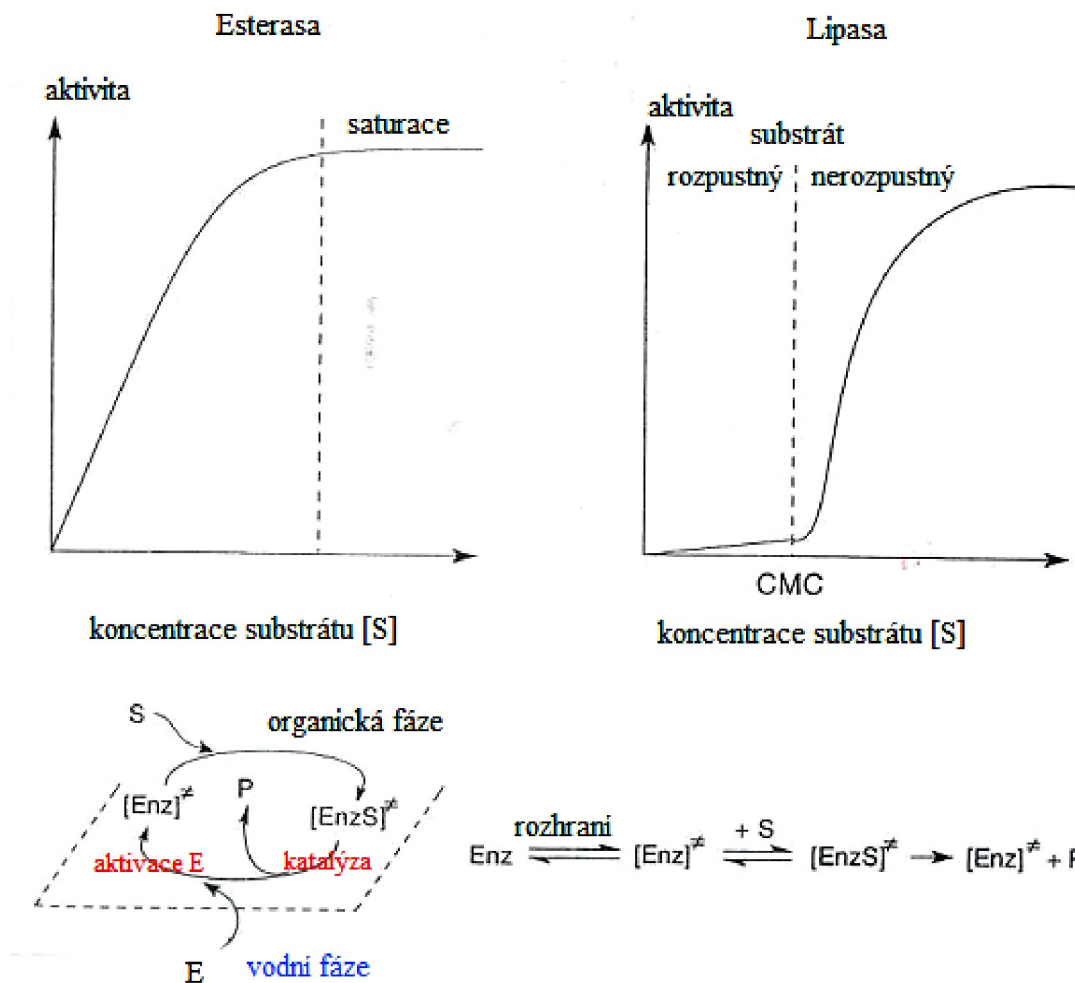 Esterasa
aktivita
saturace
koncentrace substrátu [S]
Lipasa
aktivita
substrát
rozpustný nerozpustný
CMC
koncentrace substrátu [S]
S
organická fáze
[Enz]≠
P
[EnzS]≠
aktivace E
katalýza
E
vodní fáze
Enz rozhraní [Enz]≠ + S [EnzS]≠ [Enz]≠ + P